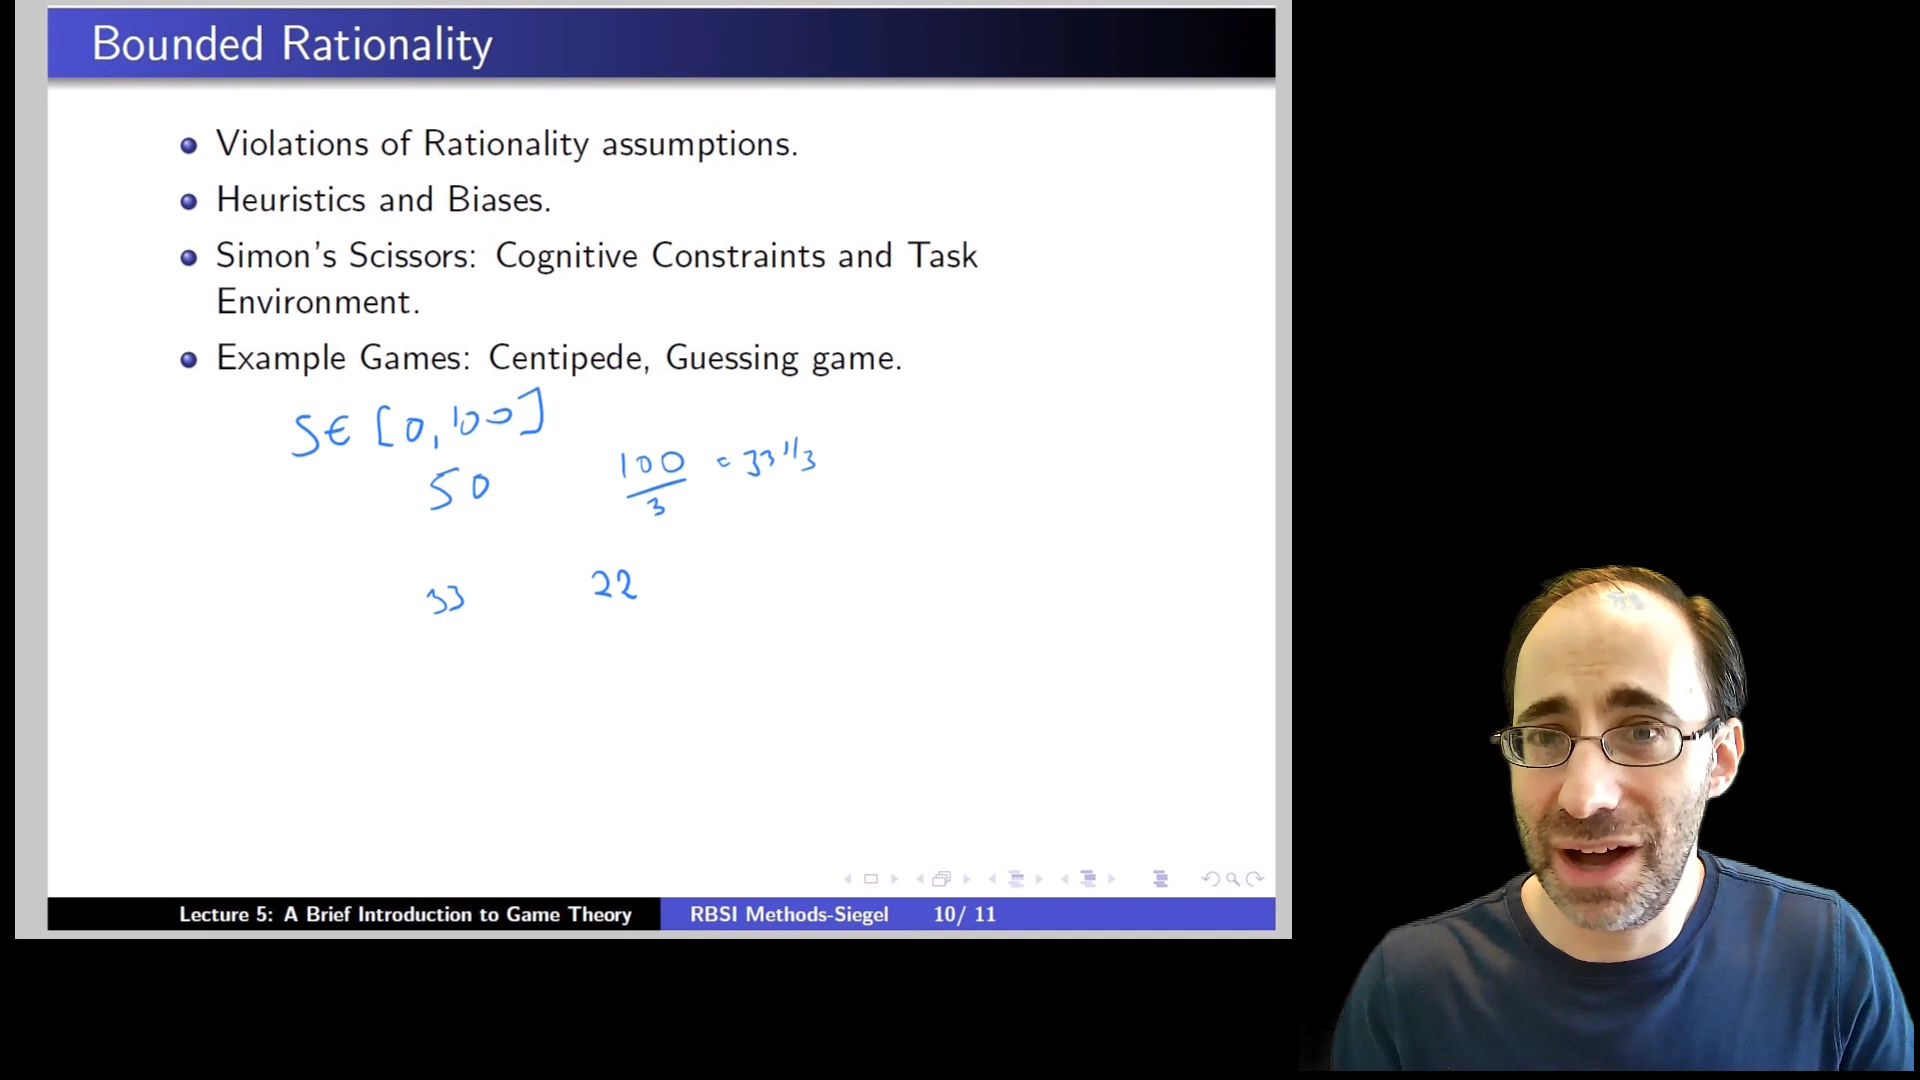 Bounded Rationality
Violations of Rationality assumptions.
Heuristics and Biases.
Simon's Scissors: Cognitive Constraints and Task
Environment.
Example Games: Centipede, Guessing game.
S∈ [0,100]
50
100/3 = 33 1/3
33 22
Lecture 5: A Brief Introduction to Game Theory RBSI Methods-Siegel 10/ 11